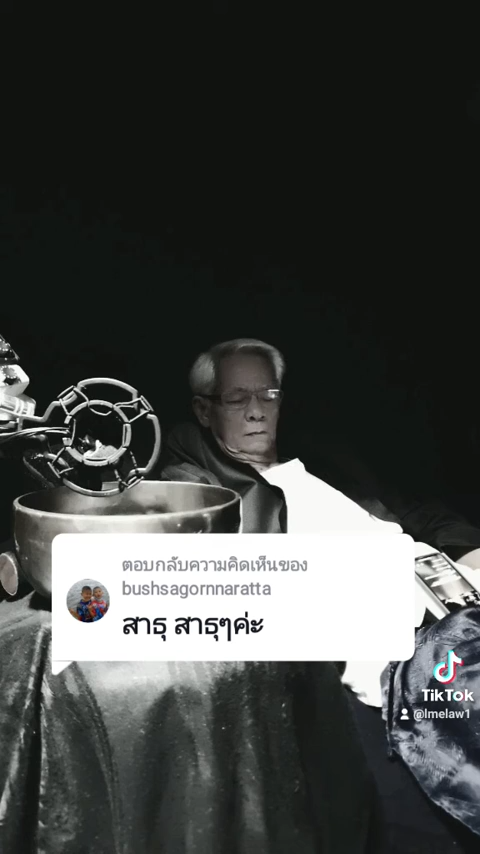 ตอบกลับความคิดเห็นของ
bushsagornnaratta
สาธุ สาธุๆค่ะ
TikTok
@lmelaw1